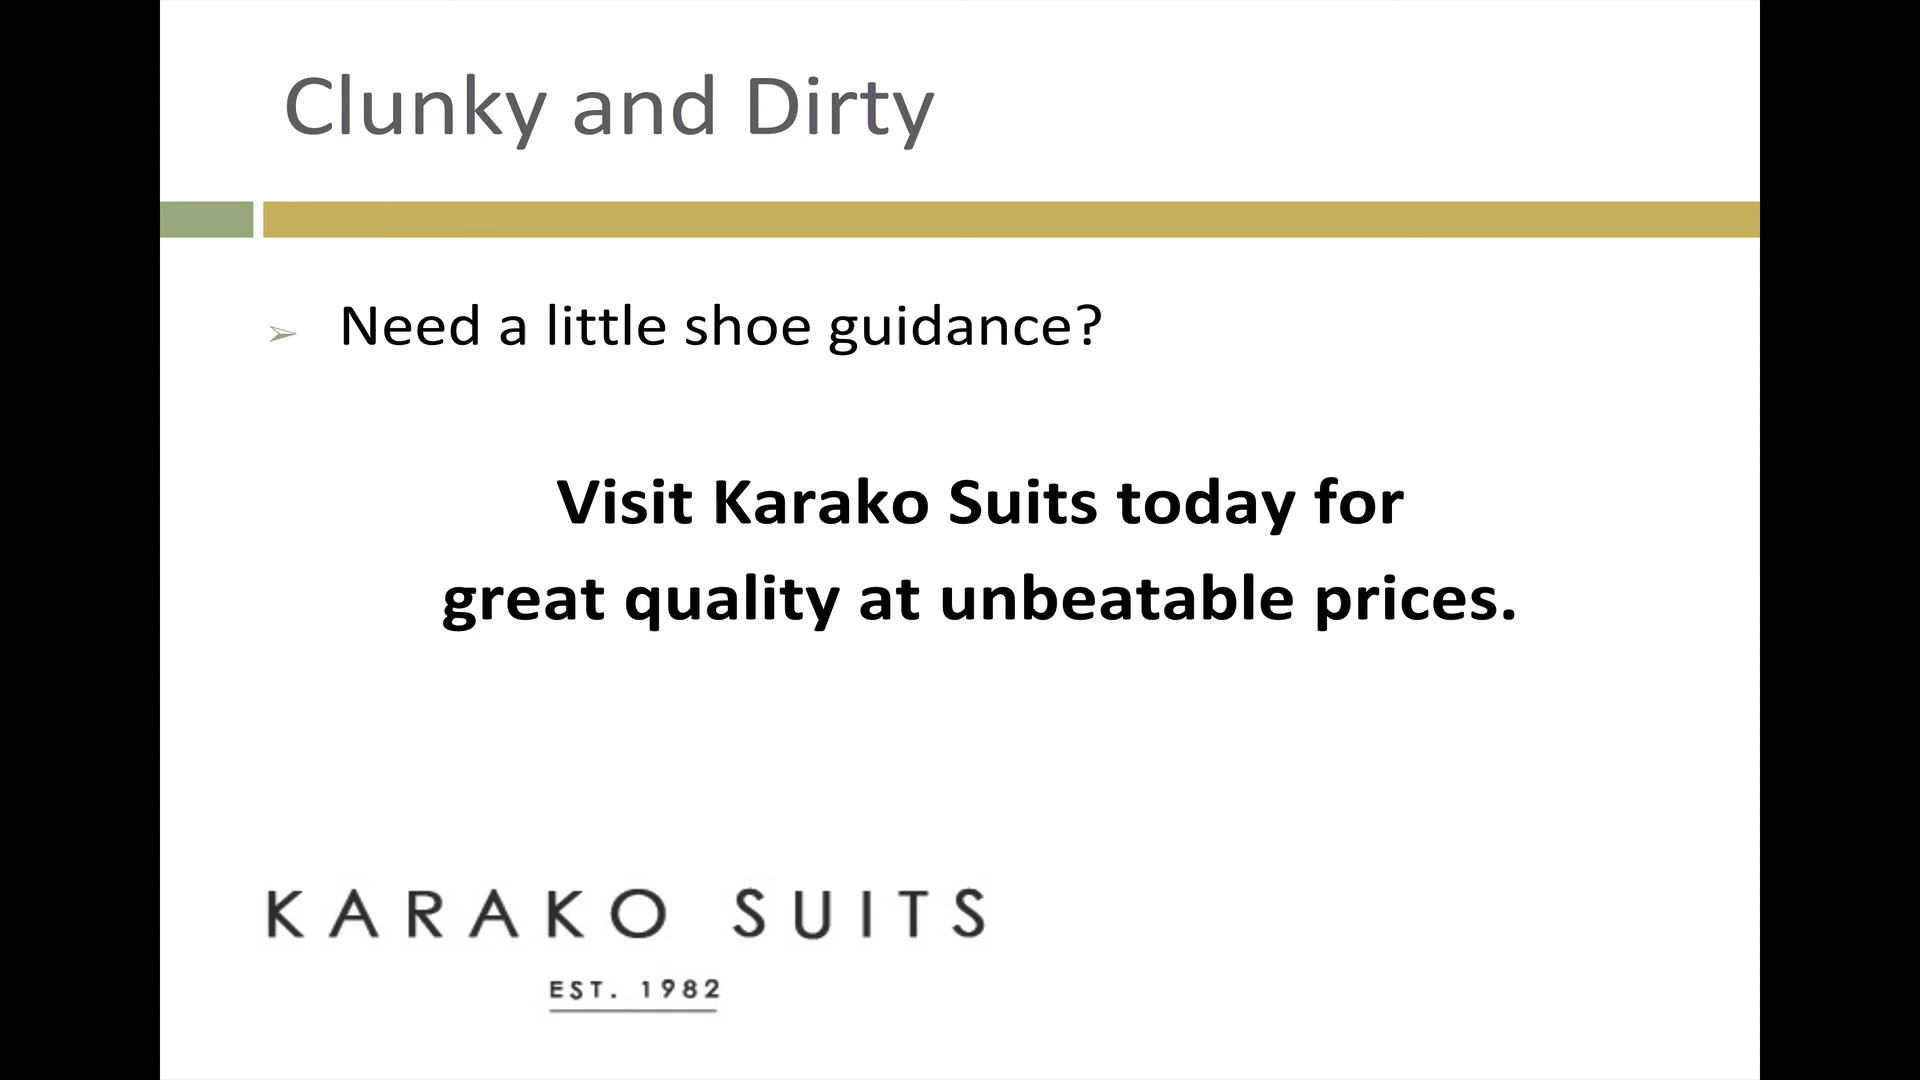 Clunky and Dirty
➢ Need a little shoe guidance?
Visit Karako Suits today for
great quality at unbeatable prices.
KARAKO SUITS
EST. 1982